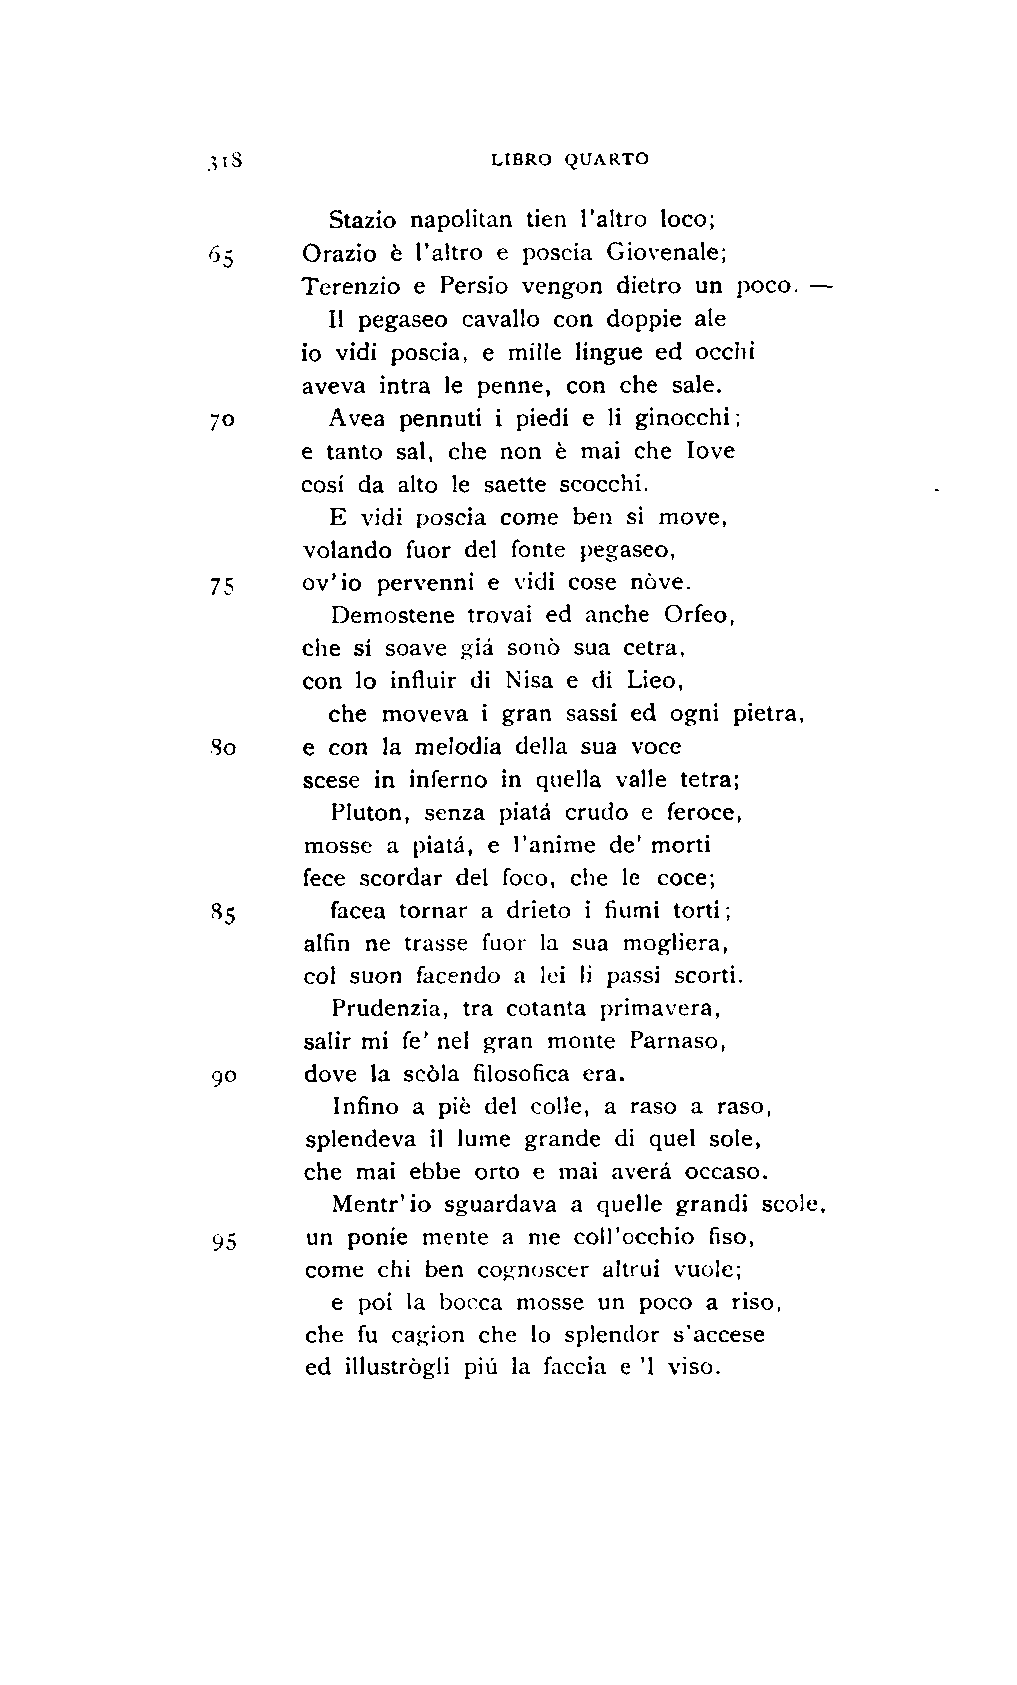 318 LIBRO QUARTO
Stazio napolitan tien l'altro loco;
65 Orazio è l'altro e poscia Giovenale;
Terenzio e Persio vengon dietro un poco. —
Il pegaseo cavallo con doppie ale
io vidi poscia, e mille lingue ed occhi
aveva intra le penne, con che sale.
70 Avea pennuti i piedi e li ginocchi;
e tanto sal, che non è mai che Iove
cosí da alto le saette scocchi.
E vidi poscia come ben si move,
volando fuor del fonte pegaseo,
75 ov'io pervenni e vidi cose nòve.
Demostene trovai ed anche Orfeo,
che sí soave giá sonò sua cetra,
con lo influir di Nisa e di Lieo,
che moveva i gran sassi ed ogni pietra,
80 e con la melodia della sua voce
scese in inferno in quella valle tetra;
Pluton, senza piatá crudo e feroce,
mosse a piatá, e l'anime de' morti
fece scordar del foco, che le coce;
85 facea tornar a drieto i fiumi torti;
alfin ne trasse fuor la sua mogliera,
col suon facendo a lei li passi scorti.
Prudenzia, tra cotanta primavera,
salir mi fe' nel gran monte Parnaso,
90 dove la scòla filosofica era.
Infino a piè del colle, a raso a raso,
splendeva il lume grande di quel sole,
che mai ebbe orto e mai averá occaso.
Mentr'io sguardava a quelle grandi scole,
95 un poníe mente a me coll'occhio fiso,
come chi ben cognoscer altrui vuole;
e poi la bocca mosse un poco a riso,
che fu cagion che lo splendor s'accese
ed illustrògli piú la faccia e 'l viso.